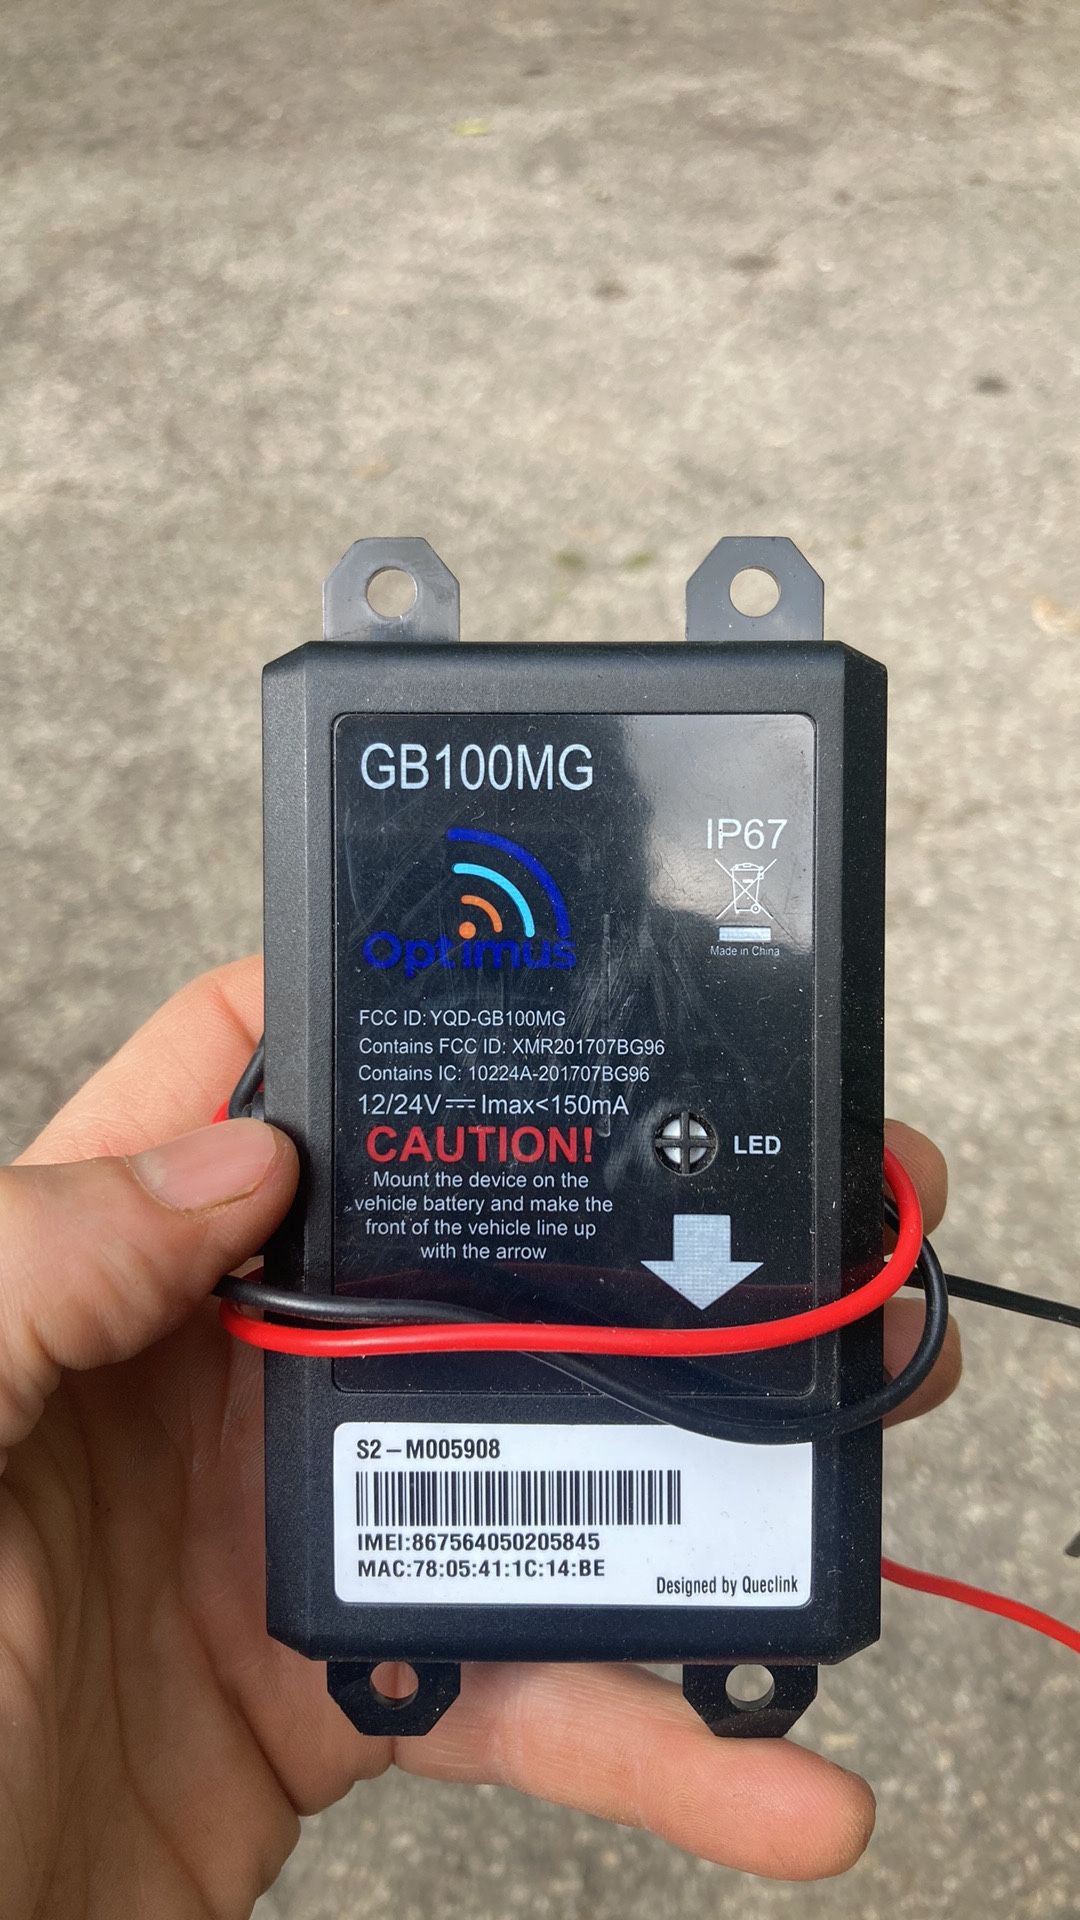 GB100MG
IP67
Optimus
Made in China
FCC ID: YQD-GB100MG
Contains FCC ID: XMR201707BG96
Contains IC: 10224A-201707BG96
12/24V⎓ Imax<150mA
CAUTION!
LED
Mount the device on the
vehicle battery and make the
front of the vehicle line up
with the arrow
S2-M005908
IMEI:867564050205845
MAC:78:05:41:1C:14:BE
Designed by Queclink